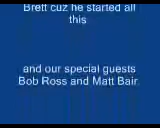 Brett cuz he started all
this
and our special guests
Bob Ross and Matt Bair.